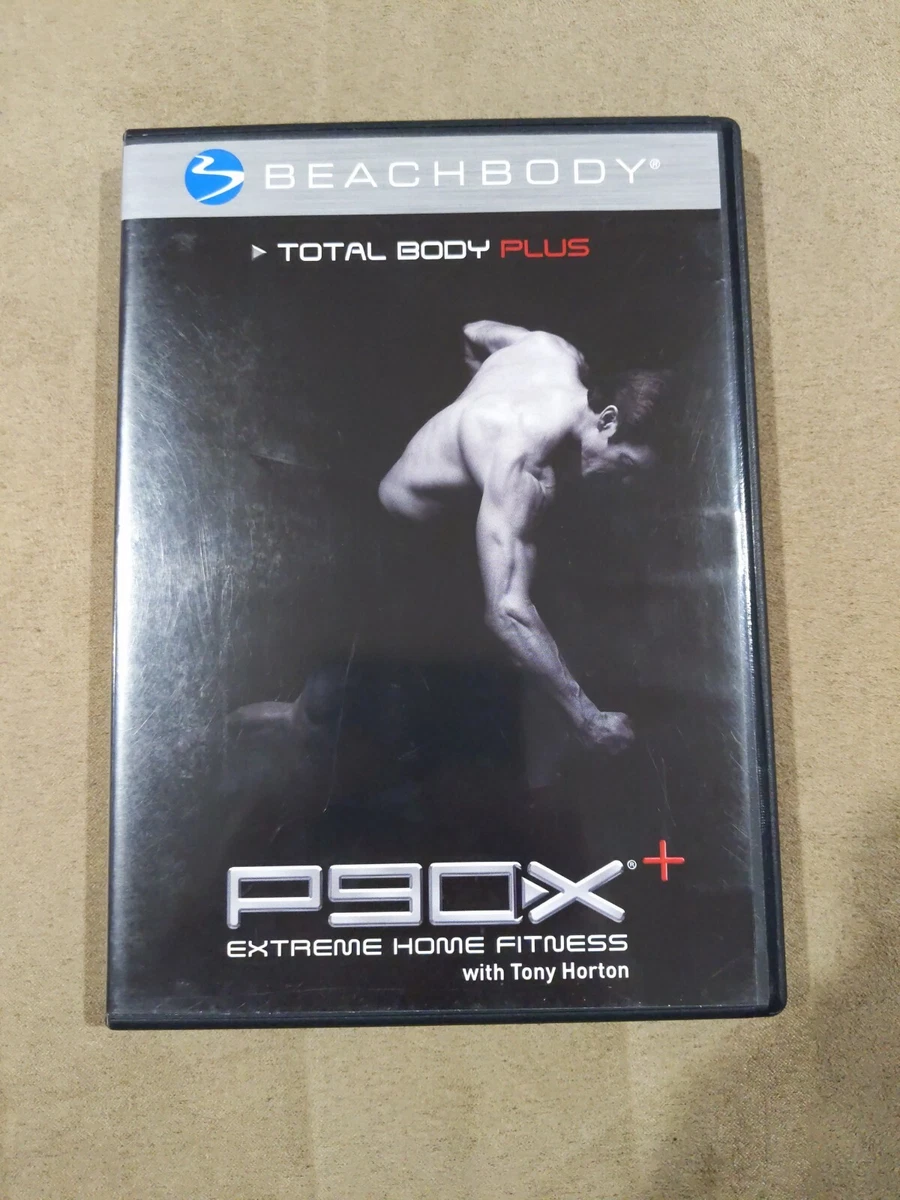 BEACHBODY®
TOTAL BODY PLUS
P90X® +
EXTREME HOME FITNESS
with Tony Horton